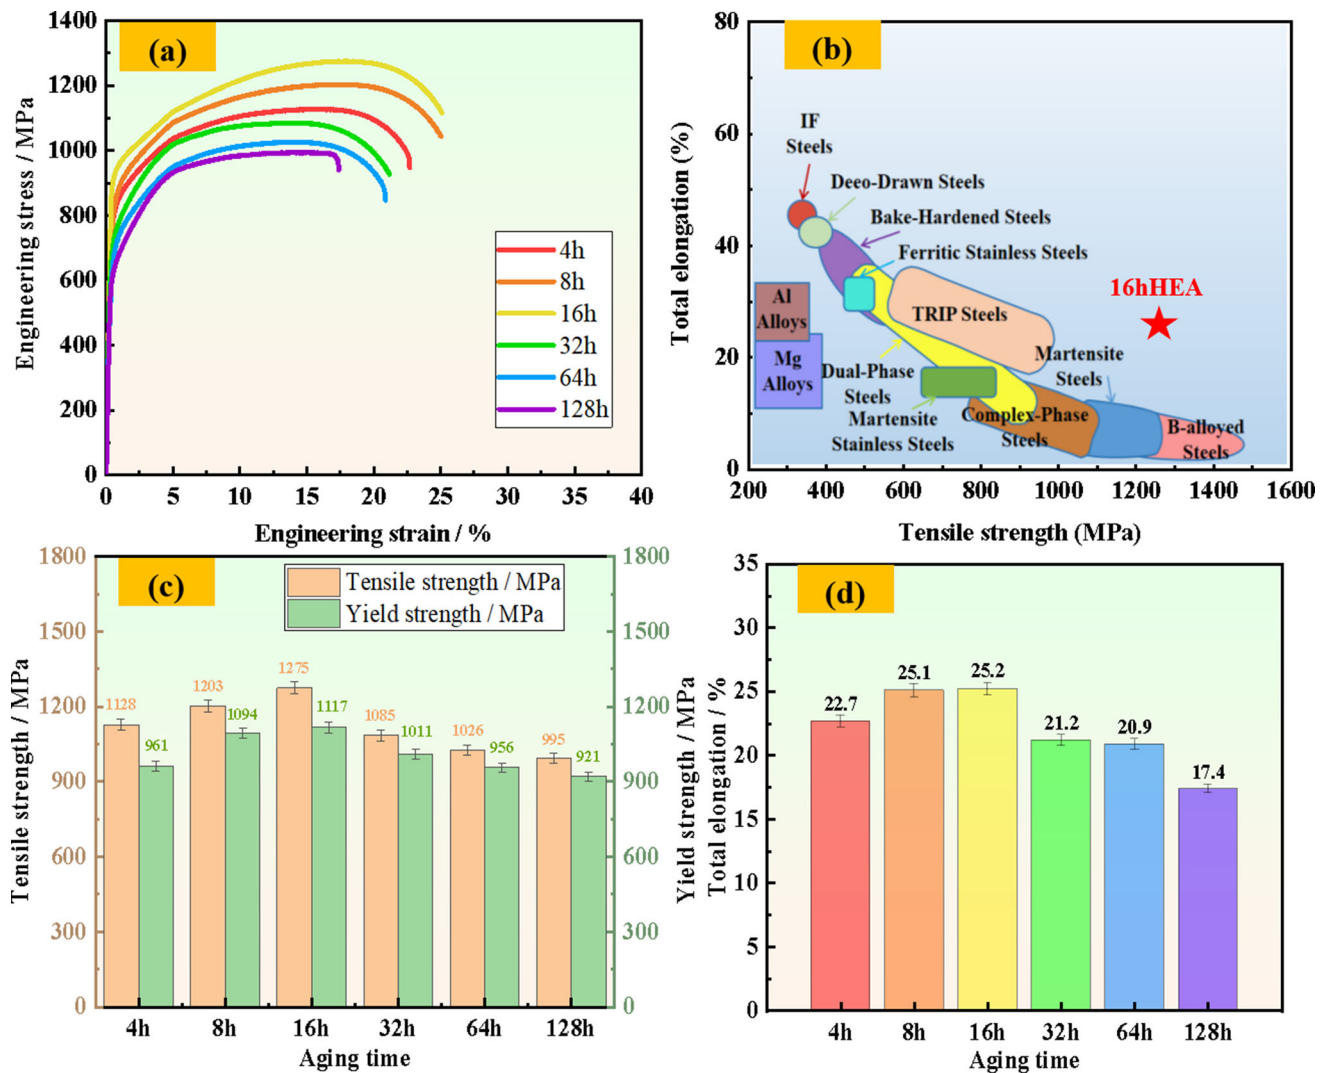 (a)
1400
1200
1000
800
600
400
200
0
Engineering stress / MPa
4h
8h
16h
32h
64h
128h
0 5 10 15 20 25 30 35 40
Engineering strain / %
(b)
80
60
40
20
0
Total elongation (%)
IF
Steels
Deeo-Drawn Steels
Bake-Hardened Steels
Ferritic Stainless Steels
16hHEA
Al
Alloys
TRIP Steels
Mg
Alloys
Martensite
Steels
Dual-Phase
Steels
Martensite
Stainless Steels
Complex-Phase
Steels
B-alloyed
Steels
200 400 600 800 1000 1200 1400 1600
Tensile strength (MPa)
(c)
Tensile strength / MPa
Yield strength / MPa
1800
1500
1200
900
600
300
0
Tensile strength / MPa
1128
961
1203
1094
1275
1117
1085
1011
1026
956
995
921
1800
1500
1200
900
600
300
0
Yield strength / MPa
4h 8h 16h 32h 64h 128h
Aging time
(d)
35
30
25
20
15
10
5
0
Total elongation / %
22.7
25.1
25.2
21.2
20.9
17.4
4h 8h 16h 32h 64h 128h
Aging time